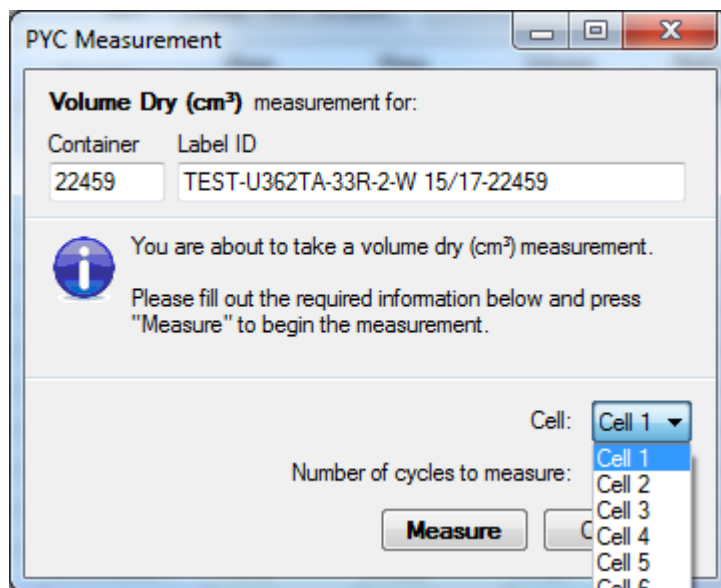 PYC Measurement
Volume Dry (cm³) measurement for:
Container Label ID
22459 TEST-U362TA-33R-2-W 15/17-22459
You are about to take a volume dry (cm³) measurement.
Please fill out the required information below and press
"Measure" to begin the measurement.
Cell: Cell 1
Cell 1
Number of cycles to measure:
Cell 2
Cell 3
Measure
Cell 4
Cell 5
Cell 6